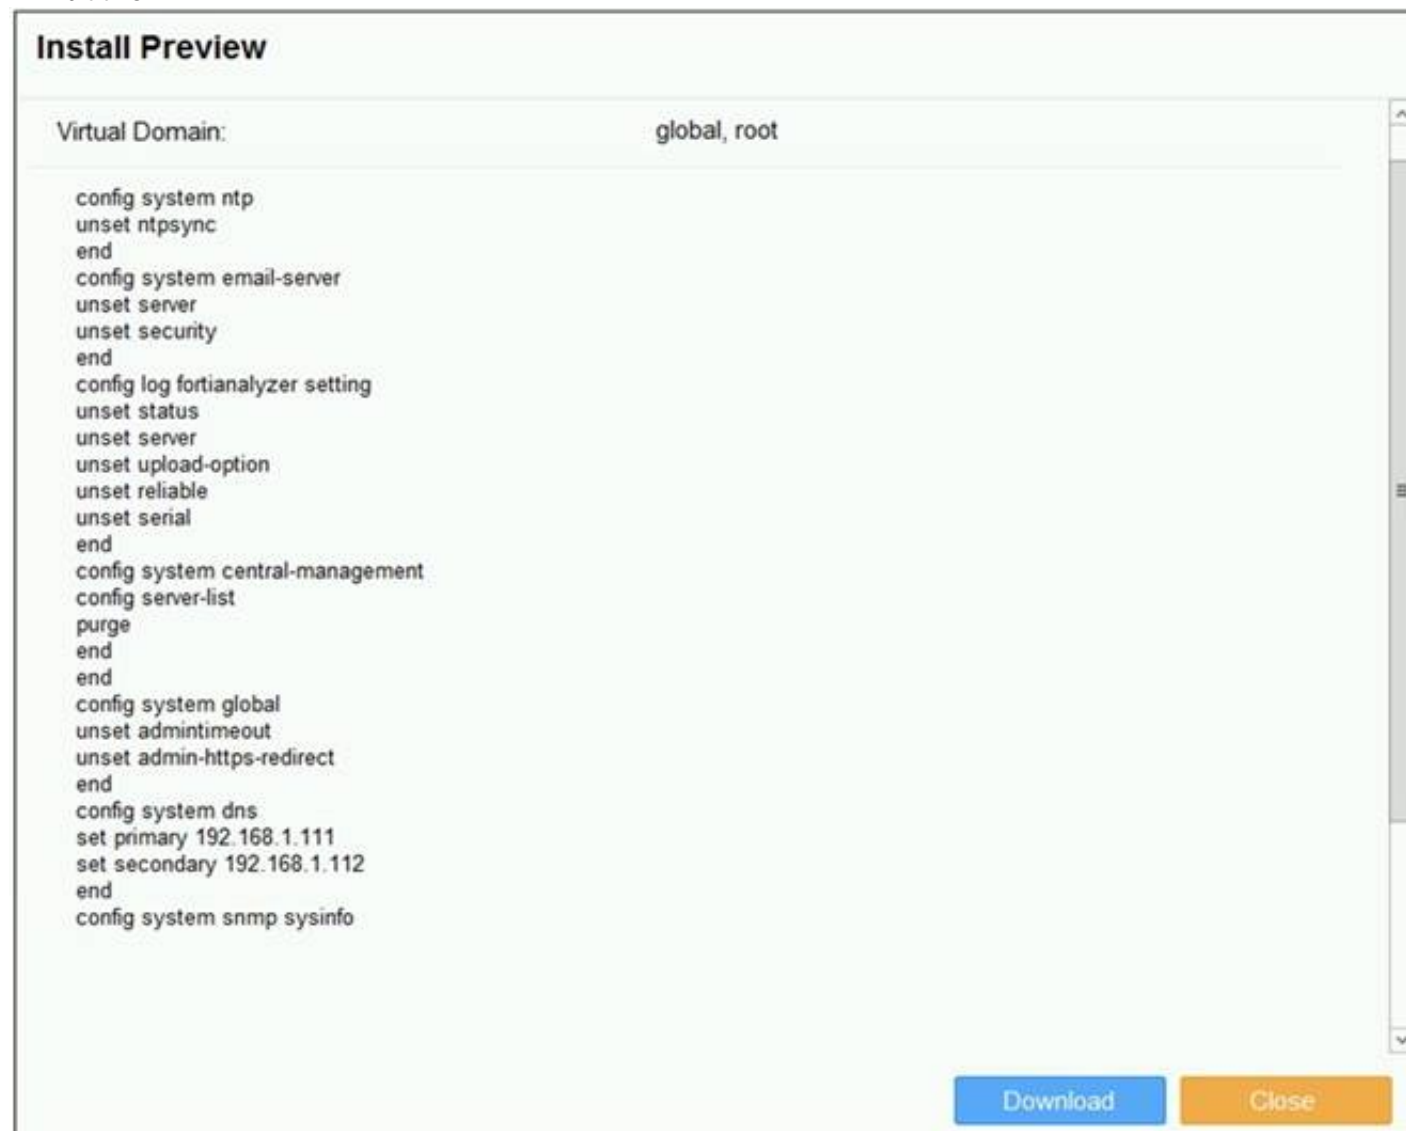 Install Preview
Virtual Domain: global, root
config system ntp
unset ntpsync
end
config system email-server
unset server
unset security
end
config log fortianalyzer setting
unset status
unset server
unset upload-option
unset reliable
unset serial
end
config system central-management
config server-list
purge
end
end
config system global
unset admintimeout
unset admin-https-redirect
end
config system dns
set primary 192.168.1.111
set secondary 192.168.1.112
end
config system snmp sysinfo
Download Close